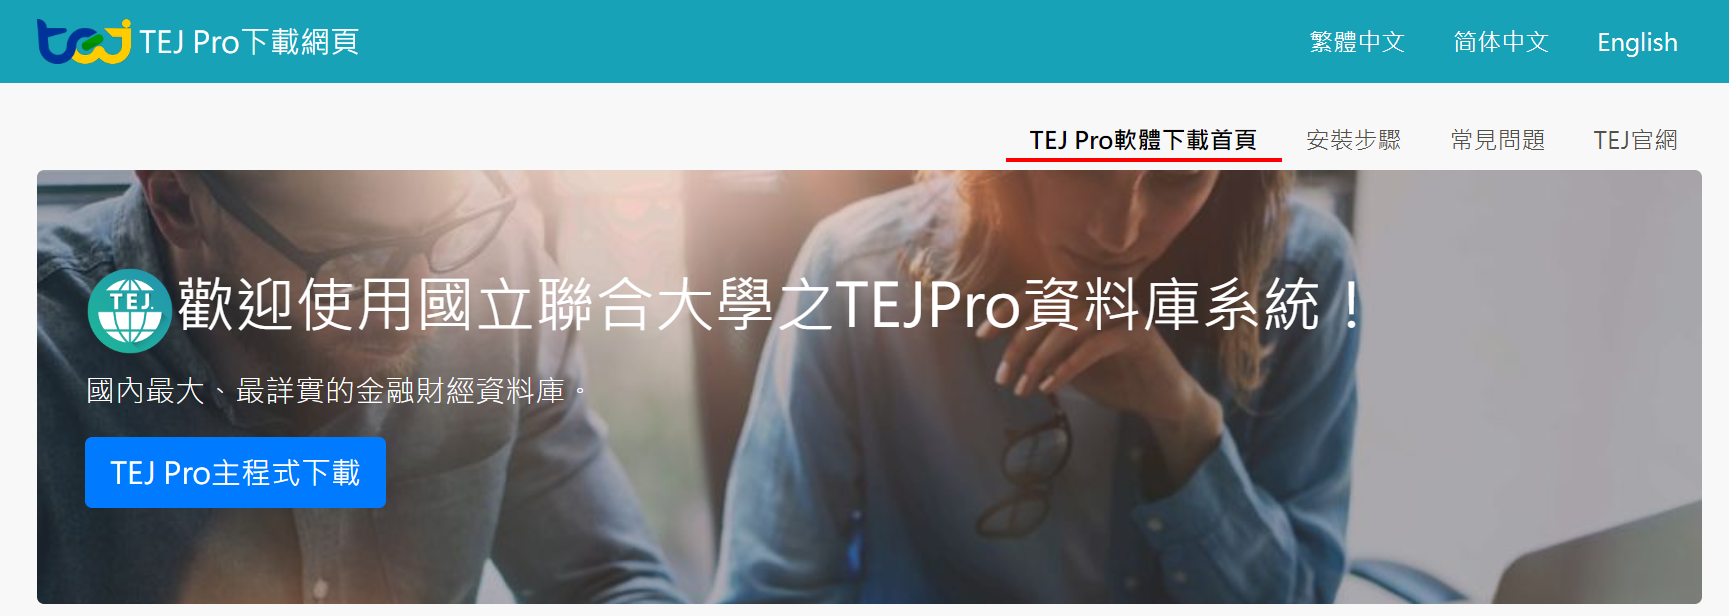 tej TEJ Pro下載網頁 繁體中文 简体中文 English
TEJ Pro軟體下載首頁 安裝步驟 常見問題 TEJ官網
TEJ. 歡迎使用國立聯合大學之TEJPro資料庫系統！
國內最大、最詳實的金融財經資料庫。
TEJ Pro主程式下載